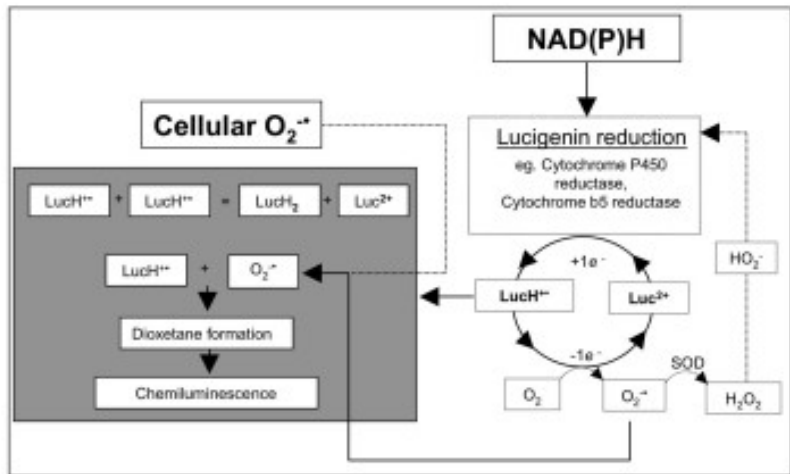 NAD(P)H
Cellular O₂⁻•
Lucigenin reduction
eg. Cytochrome P450
reductase,
Cytochrome b5 reductase
LucH•⁺ + LucH•⁺ = LucH₂ + Luc²⁺
LucH•⁺ + O₂⁻•
Dioxetane formation
Chemiluminescence
+1e⁻
LucH•⁺
Luc²⁺
-1e⁻
HO₂⁻
SOD
O₂
O₂⁻•
H₂O₂